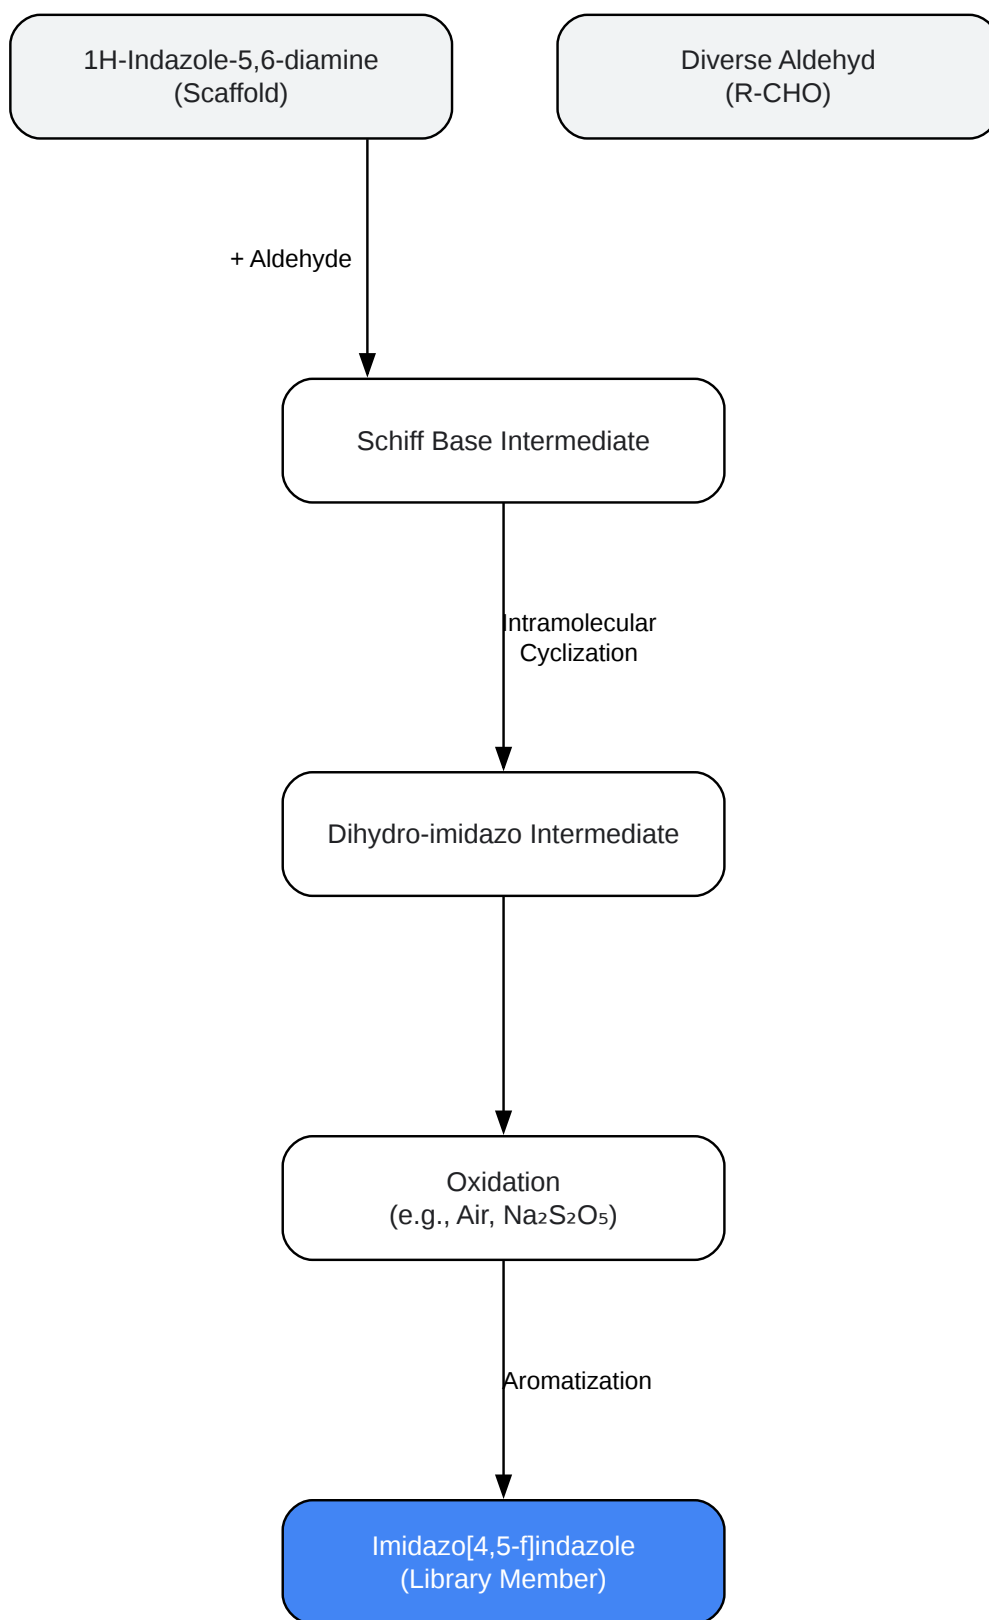 1H-Indazole-5,6-diamine
(Scaffold)
Diverse Aldehyd
(R-CHO)
+ Aldehyde
Schiff Base Intermediate
Intramolecular
Cyclization
Dihydro-imidazo Intermediate
Oxidation
(e.g., Air, Na₂S₂O₅)
Aromatization
Imidazo[4,5-f]indazole
(Library Member)